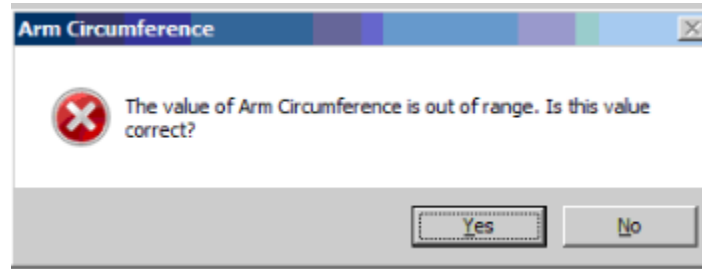 Arm Circumference
The value of Arm Circumference is out of range. Is this value
correct?
Yes
No